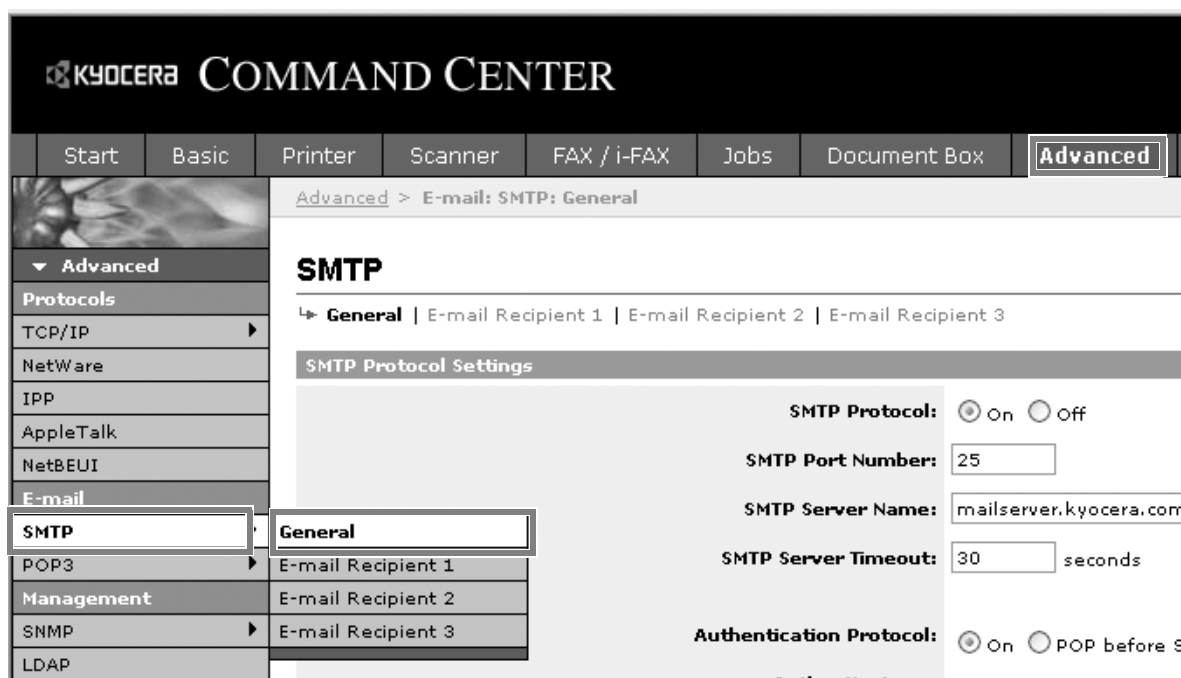 KYOCERA COMMAND CENTER
Start Basic Printer Scanner FAX / i-FAX Jobs Document Box Advanced
Advanced > E-mail: SMTP: General
Advanced
Protocols
TCP/IP
NetWare
IPP
AppleTalk
NetBEUI
E-mail
SMTP
POP3
Management
SNMP
LDAP
General
E-mail Recipient 1
E-mail Recipient 2
E-mail Recipient 3
SMTP
General | E-mail Recipient 1 | E-mail Recipient 2 | E-mail Recipient 3
SMTP Protocol Settings
SMTP Protocol: On Off
SMTP Port Number: 25
SMTP Server Name: mailserver.kyocera.com
SMTP Server Timeout: 30 seconds
Authentication Protocol: On POP before S